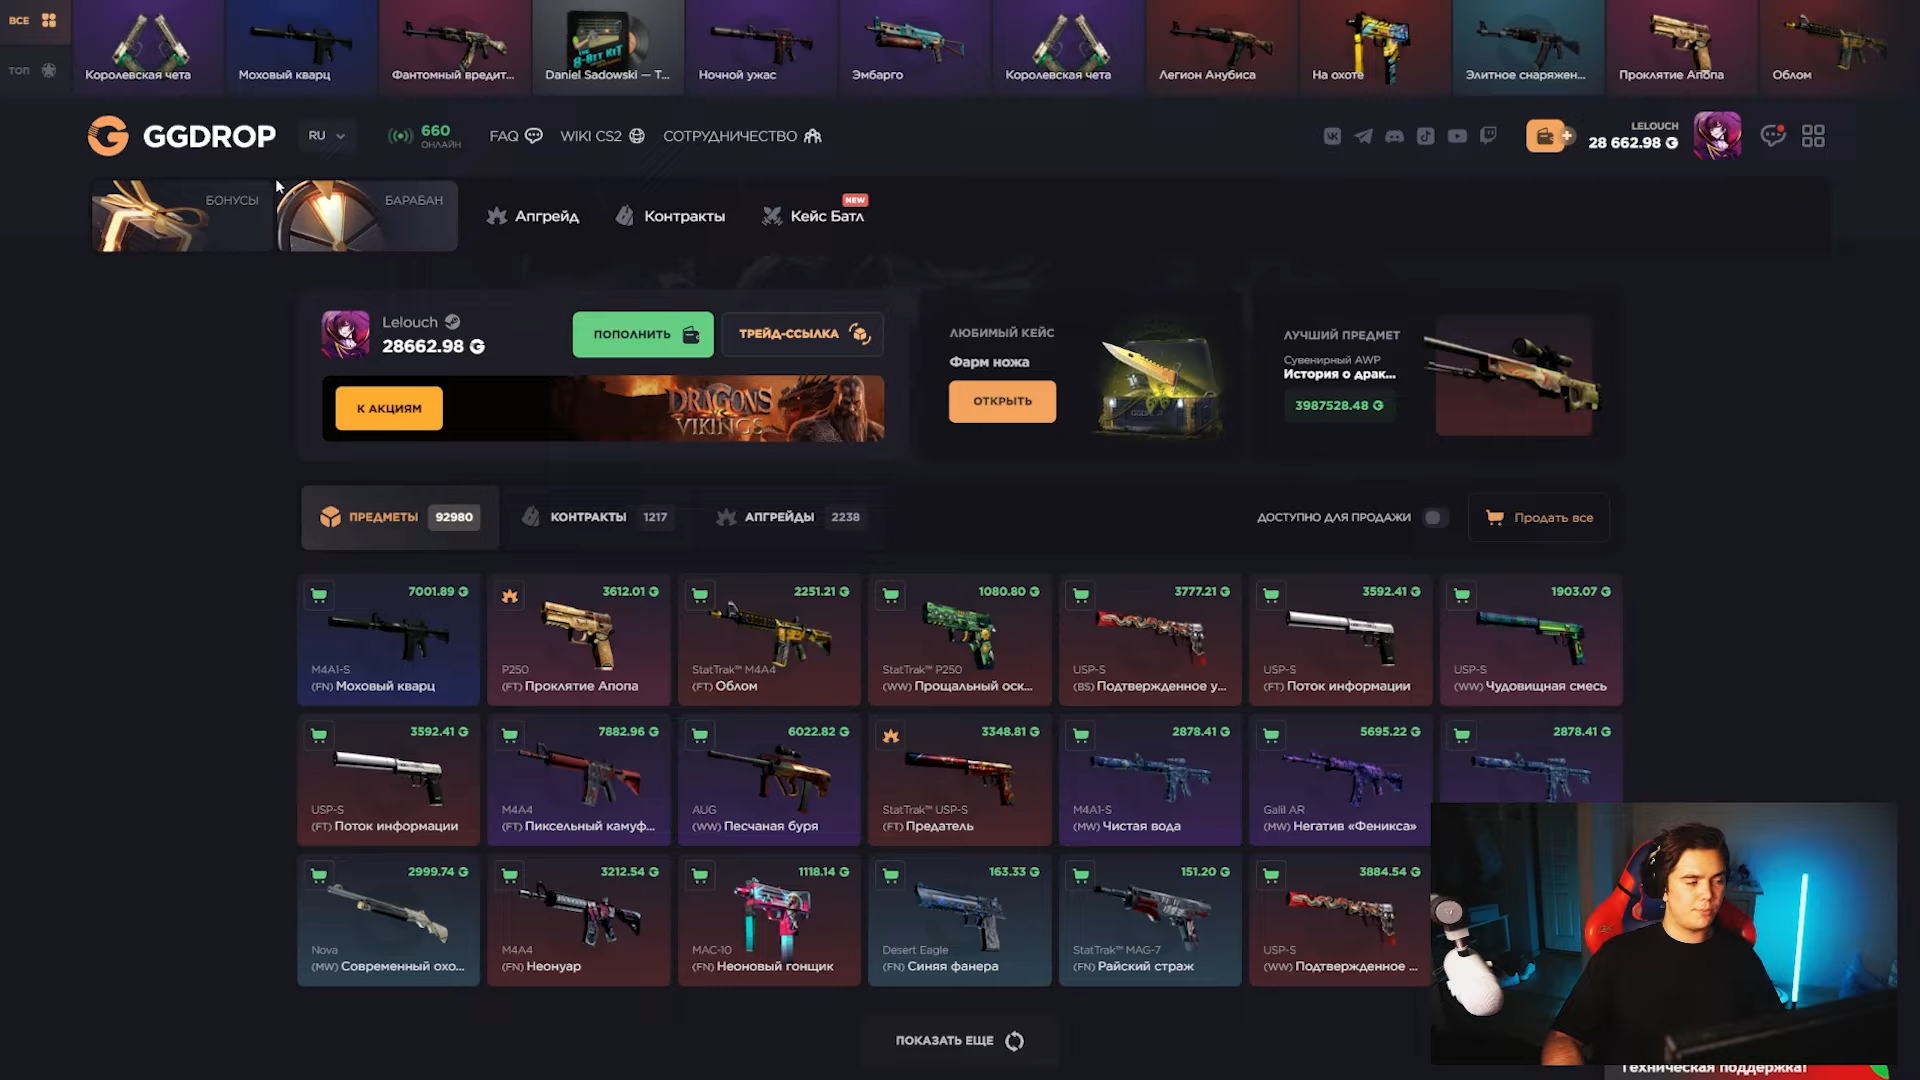 ВСЕ
ТОП
Королевская чета
Моховый кварц
Фантомный вредит...
Daniel Sadowski — T...
Ночной ужас
Эмбарго
Королевская чета
Легион Анубиса
На охоте
Элитное снаряжен...
Проклятие Апопа
Облом
THE 8-BIT KIT
GGDROP
RU
660
ОНЛАЙН
FAQ
WIKI CS2
СОТРУДНИЧЕСТВО
LELOUCH
28 662.98 G
БОНУСЫ
БАРАБАН
Апгрейд
Контракты
Кейс Батл
NEW
Lelouch
28662.98 G
ПОПОЛНИТЬ
ТРЕЙД-ССЫЛКА
К АКЦИЯМ
DRAGONS
VIKINGS
ЛЮБИМЫЙ КЕЙС
Фарм ножа
ОТКРЫТЬ
ЛУЧШИЙ ПРЕДМЕТ
Сувенирный AWP
История о драк...
3987528.48 G
ПРЕДМЕТЫ 92980
КОНТРАКТЫ 1217
АПГРЕЙДЫ 2238
ДОСТУПНО ДЛЯ ПРОДАЖИ
Продать все
7001.89 G
M4A1-S
(FN) Моховый кварц
3612.01 G
P250
(FT) Проклятие Апопа
2251.21 G
StatTrak™ M4A4
(FT) Облом
1080.80 G
StatTrak™ P250
(WW) Прощальный оск...
3777.21 G
USP-S
(BS) Подтвержденное у...
3592.41 G
USP-S
(FT) Поток информации
1903.07 G
USP-S
(WW) Чудовищная смесь
3592.41 G
USP-S
(FT) Поток информации
7882.96 G
M4A4
(FT) Пиксельный камуф...
6022.82 G
AUG
(WW) Песчаная буря
3348.81 G
StatTrak™ USP-S
(FT) Предатель
2878.41 G
M4A1-S
(MW) Чистая вода
5695.22 G
Galil AR
(MW) Негатив «Феникса»
2878.41 G
2999.74 G
Nova
(MW) Современный охо...
3212.54 G
M4A4
(FN) Неонуар
1118.14 G
MAC-10
(FN) Неоновый гонщик
163.33 G
Desert Eagle
(FN) Синяя фанера
151.20 G
StatTrak™ MAG-7
(FN) Райский страж
3884.54 G
USP-S
(WW) Подтвержденное ...
ПОКАЗАТЬ ЕЩЕ
Техническая поддержка!